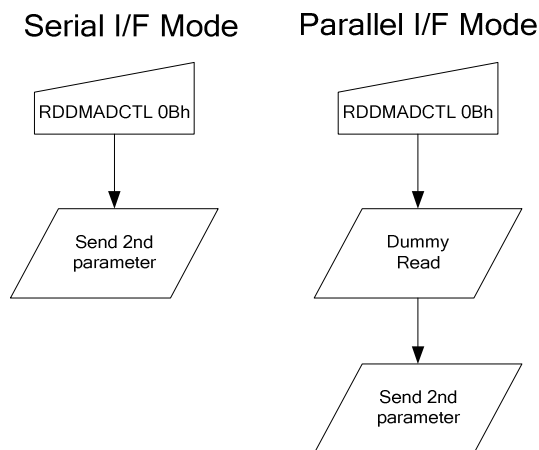 Serial I/F Mode
RDDMADCTL 0Bh
Send 2nd
parameter
Parallel I/F Mode
RDDMADCTL 0Bh
Dummy
Read
Send 2nd
parameter